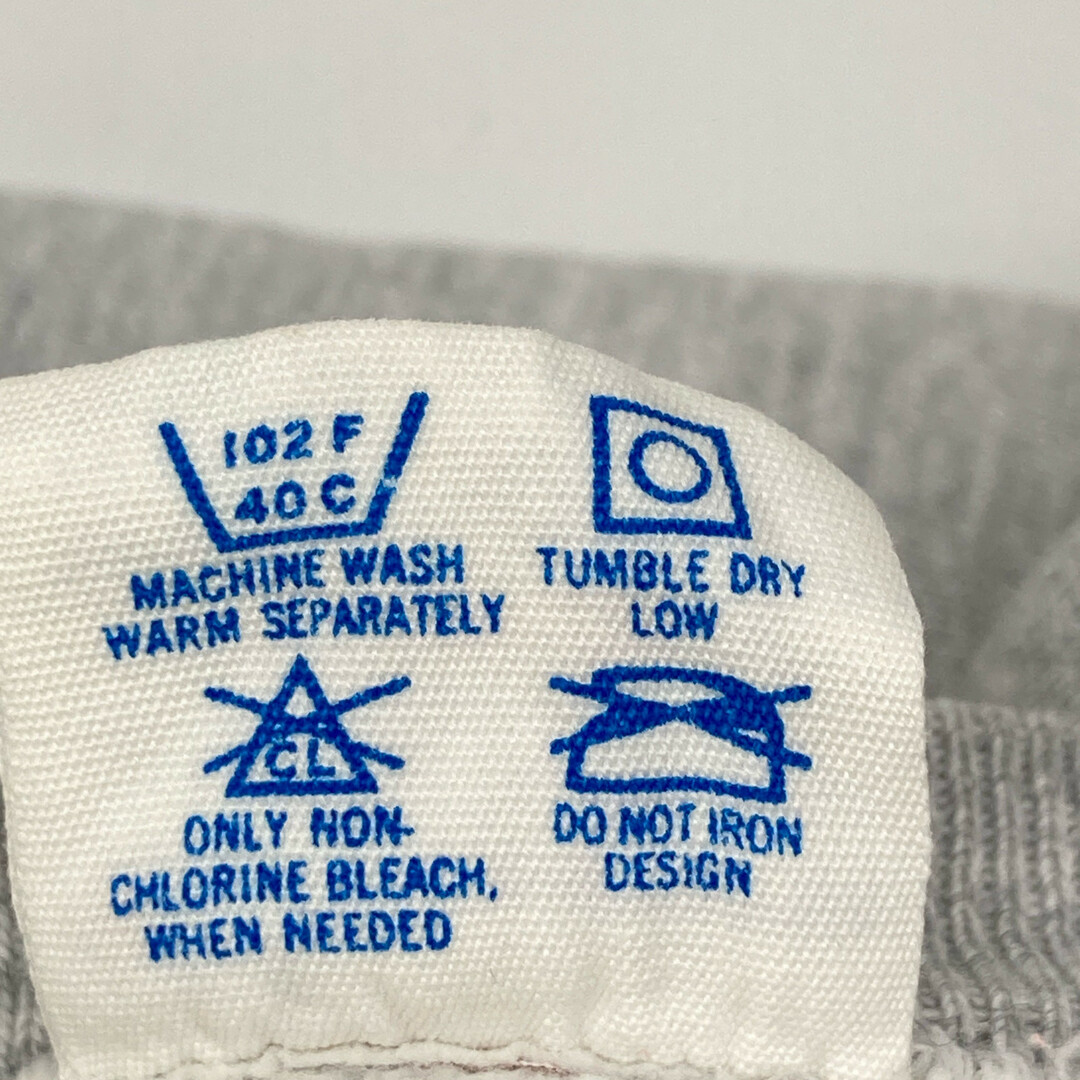 102 F
40 C
MACHINE WASH
WARM SEPARATELY
TUMBLE DRY
LOW
CL
ONLY NON-
CHLORINE BLEACH,
WHEN NEEDED
DO NOT IRON
DESIGN